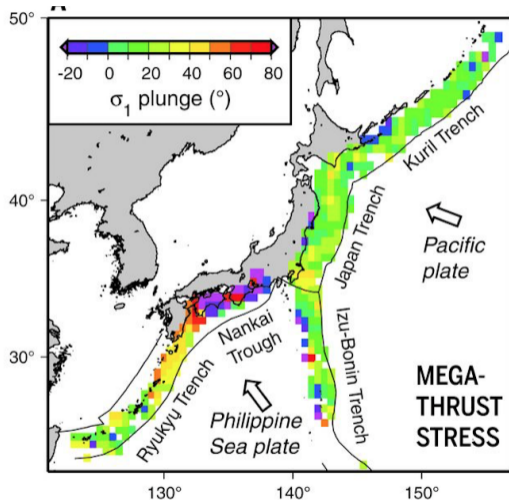 -20 0 20 40 60 80
σ1 plunge (°)
50°
40°
30°
130°
140°
150°
Kuril Trench
Japan Trench
Pacific
plate
Izu-Bonin Trench
Nankai
Trough
Ryukyu Trench
Philippine
Sea plate
MEGA-
THRUST
STRESS